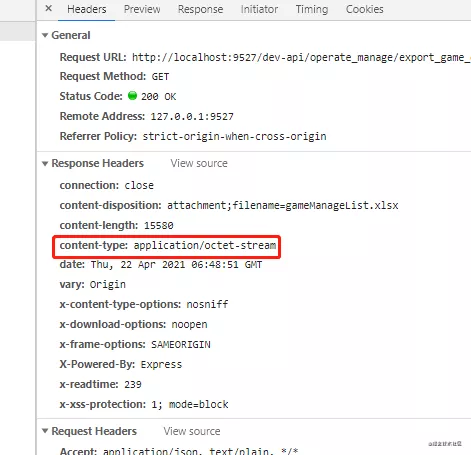 Headers Preview Response Initiator Timing Cookies
General
Request URL: http://localhost:9527/dev-api/operate_manage/export_game_
Request Method: GET
Status Code: 200 OK
Remote Address: 127.0.0.1:9527
Referrer Policy: strict-origin-when-cross-origin
Response Headers View source
connection: close
content-disposition: attachment;filename=gameManageList.xlsx
content-length: 15580
content-type: application/octet-stream
date: Thu, 22 Apr 2021 06:48:51 GMT
vary: Origin
x-content-type-options: nosniff
x-download-options: noopen
x-frame-options: SAMEORIGIN
X-Powered-By: Express
x-readtime: 239
x-xss-protection: 1; mode=block
Request Headers View source
Accept: application/json, text/plain, */*